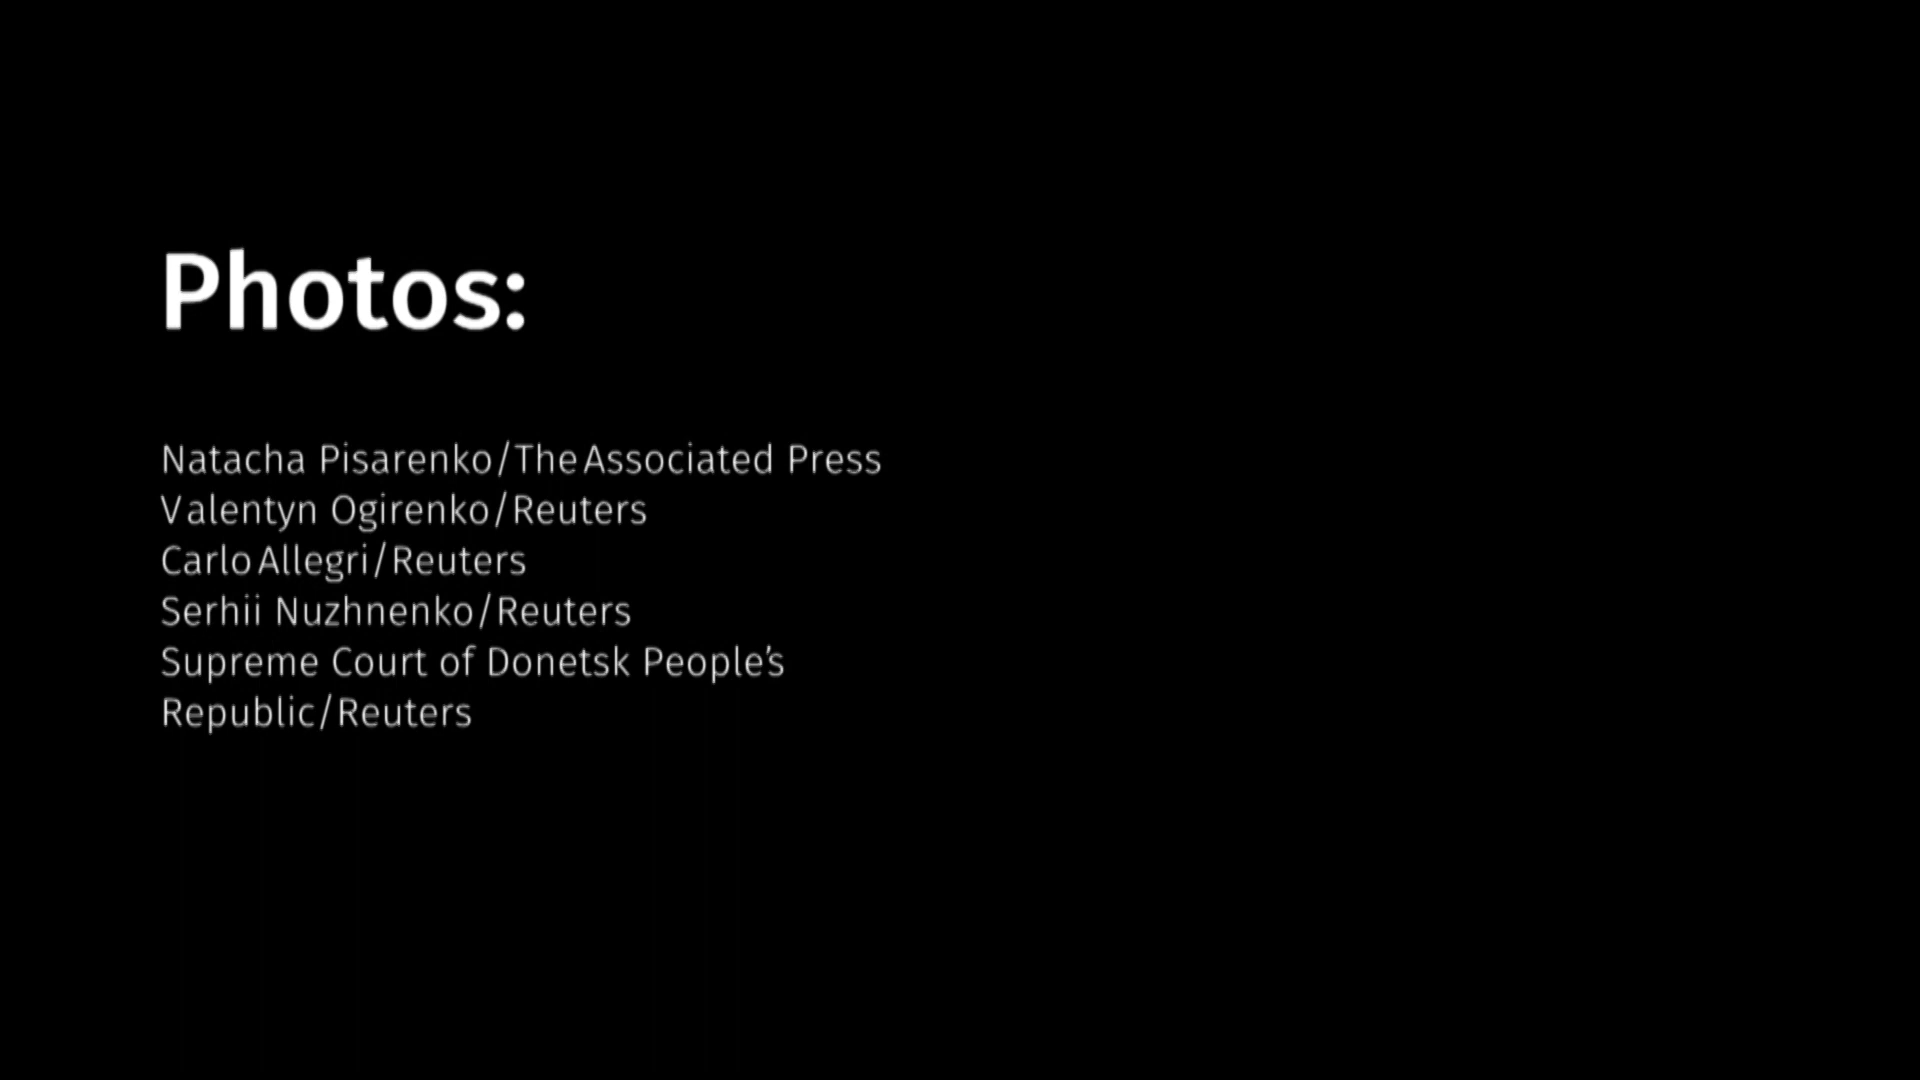 Photos:
Natacha Pisarenko/The Associated Press
Valentyn Ogirenko/Reuters
Carlo Allegri/Reuters
Serhii Nuzhnenko/Reuters
Supreme Court of Donetsk People’s
Republic/Reuters